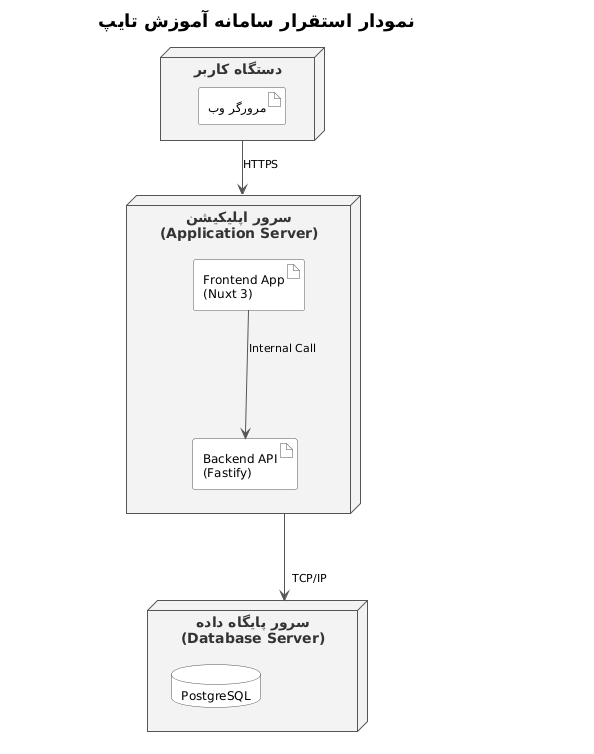 نمودار استقرار سامانه آموزش تایپ
دستگاه کاربر
مرورگر وب
HTTPS
سرور اپلیکیشن
(Application Server)
Frontend App
(Nuxt 3)
Internal Call
Backend API
(Fastify)
TCP/IP
سرور پایگاه داده
(Database Server)
PostgreSQL